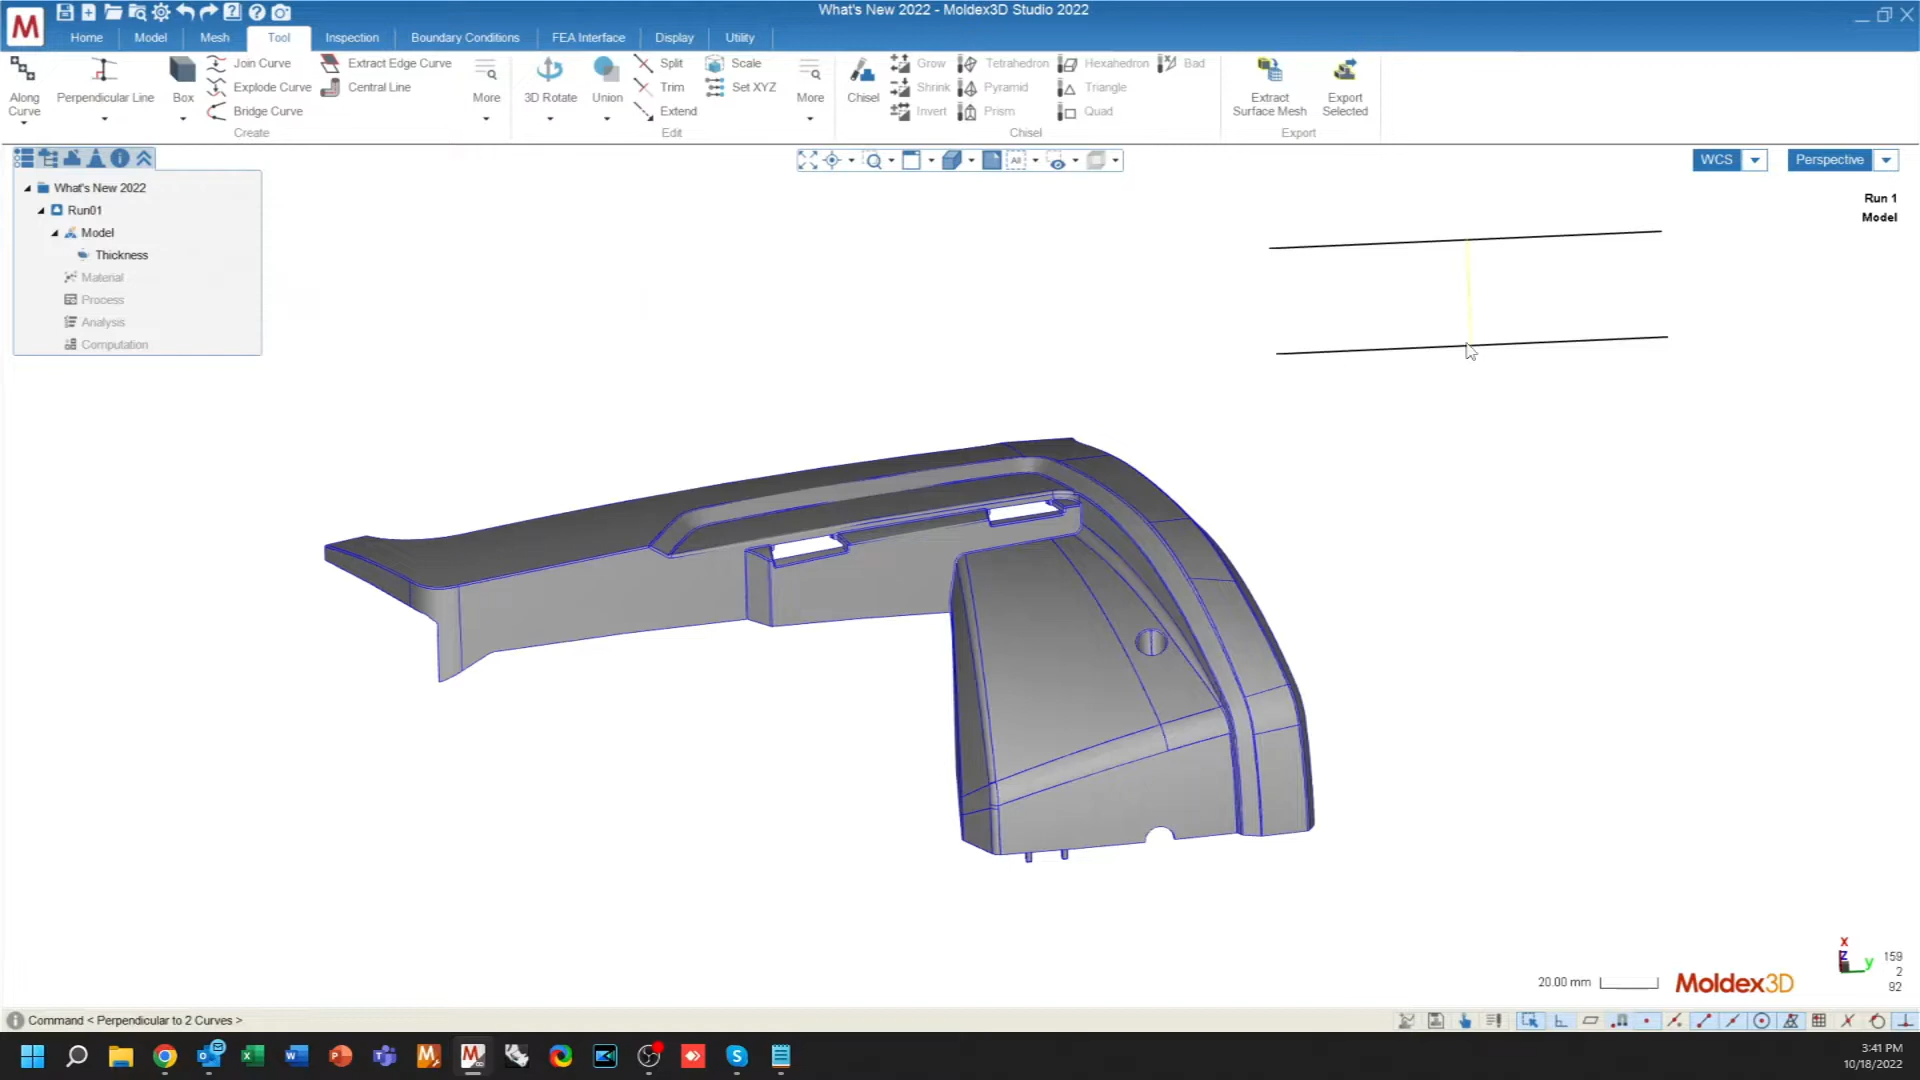 What's New 2022 - Moldex3D Studio 2022
M
Home Model Mesh Tool Inspection Boundary Conditions FEA Interface Display Utility
Along Curve
Perpendicular Line
Box
Join Curve
Explode Curve
Bridge Curve
Extract Edge Curve
Central Line
More
Create
3D Rotate
Union
Split
Trim
Extend
Scale
Set XYZ
More
Edit
Chisel
Grow
Shrink
Invert
Tetrahedron
Pyramid
Prism
Hexahedron
Triangle
Quad
Bad
Chisel
Extract
Surface Mesh
Export
Selected
Export
All
WCS
Perspective
What's New 2022
Run01
Model
Thickness
Material
Process
Analysis
Computation
Run 1
Model
X
Z
y
159
2
92
20.00 mm
Moldex3D
Command < Perpendicular to 2 Curves >
3:41 PM
10/18/2022